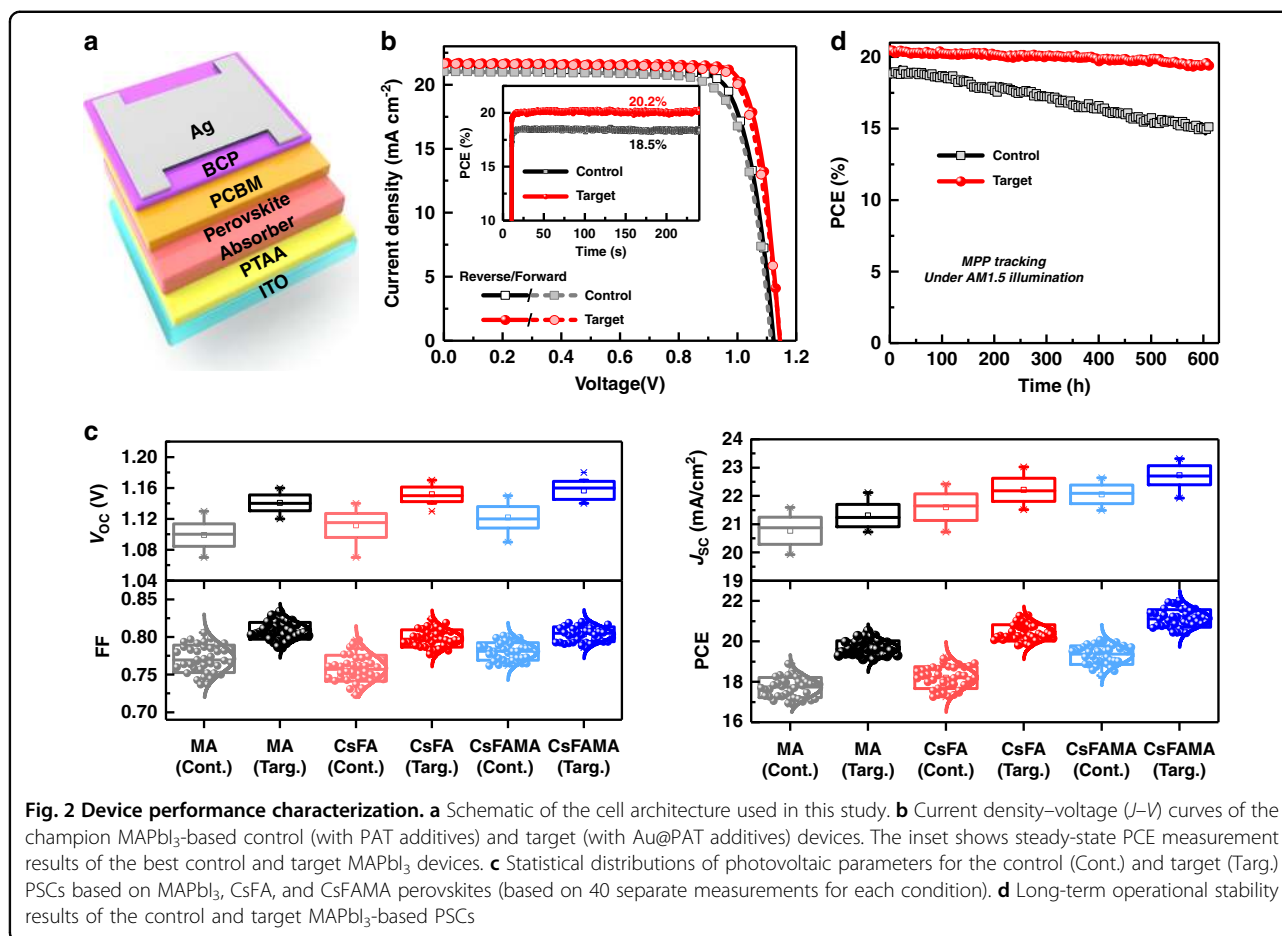 a
Ag
BCP
PCBM
Perovskite
Absorber
PTAA
ITO
b
Current density (mA cm⁻²)
20
15
10
5
0
0.0 0.2 0.4 0.6 0.8 1.0 1.2
Voltage(V)
PCE (%)
25
20
15
10
20.2%
18.5%
Control
Target
50 100 150 200
Time (s)
Reverse/Forward
/ Control
/ Target
d
PCE (%)
20
15
10
5
0
Control
Target
MPP tracking
Under AM1.5 illumination
0 100 200 300 400 500 600
Time (h)
c
V_OC (V)
1.20
1.16
1.12
1.08
1.04
FF
0.85
0.80
0.75
0.70
MA MA CsFA CsFA CsFAMA CsFAMA
(Cont.) (Targ.) (Cont.) (Targ.) (Cont.) (Targ.)
J_SC (mA/cm²)
24
23
22
21
20
19
PCE
22
20
18
16
MA MA CsFA CsFA CsFAMA CsFAMA
(Cont.) (Targ.) (Cont.) (Targ.) (Cont.) (Targ.)
Fig. 2 Device performance characterization. a Schematic of the cell architecture used in this study. b Current density–voltage (J–V) curves of the
champion MAPbI₃-based control (with PAT additives) and target (with Au@PAT additives) devices. The inset shows steady-state PCE measurement
results of the best control and target MAPbI₃ devices. c Statistical distributions of photovoltaic parameters for the control (Cont.) and target (Targ.)
PSCs based on MAPbI₃, CsFA, and CsFAMA perovskites (based on 40 separate measurements for each condition). d Long-term operational stability
results of the control and target MAPbI₃-based PSCs